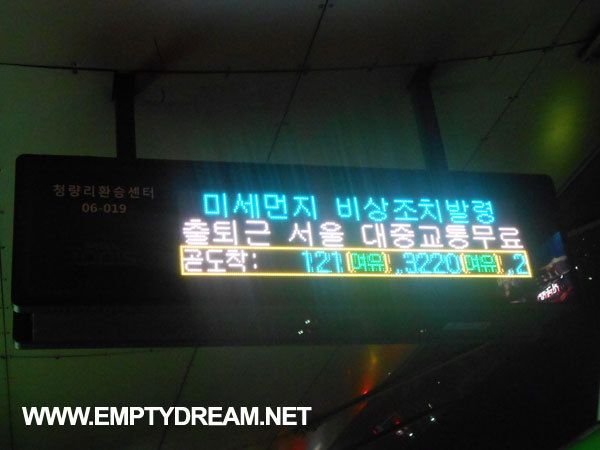 청량리환승센터
06-019
미세먼지 비상조치발령
출퇴근 서울 대중교통무료
곧도착: 121(여유),3220(여유),2
WWW.EMPTYDREAM.NET